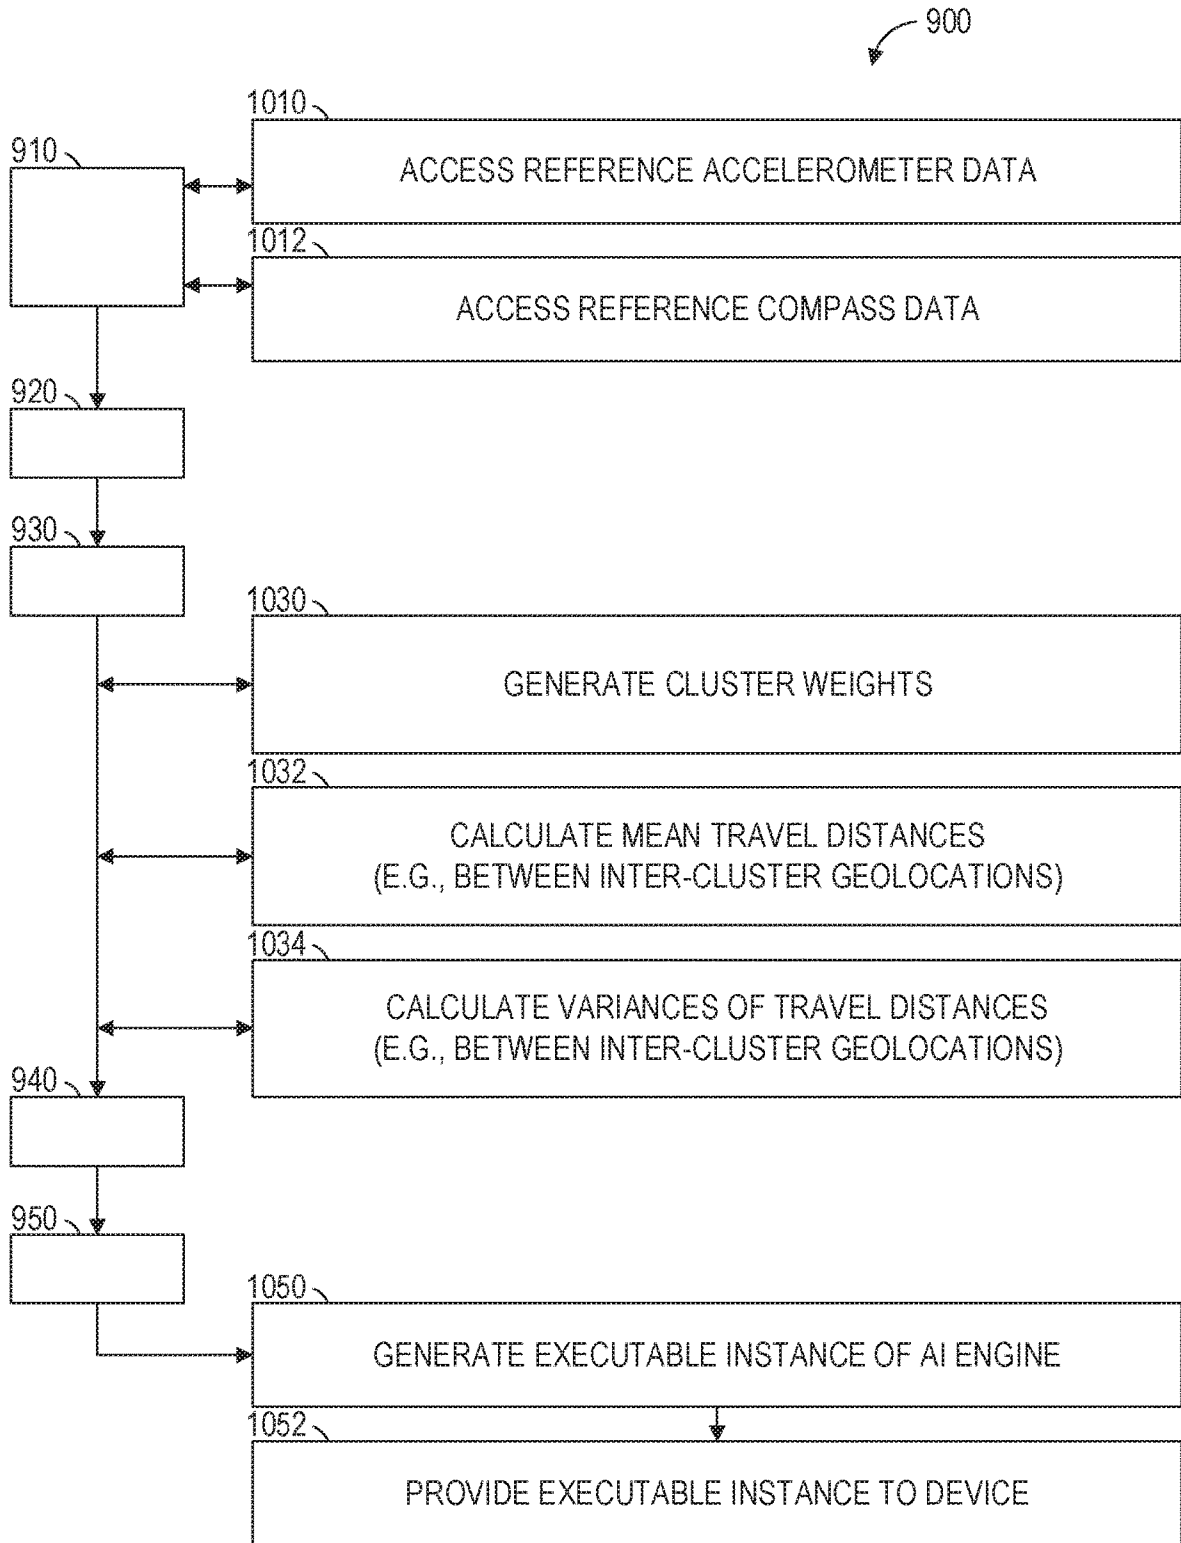 900
1010
910
ACCESS REFERENCE ACCELEROMETER DATA
1012
ACCESS REFERENCE COMPASS DATA
920
930
1030
GENERATE CLUSTER WEIGHTS
1032
CALCULATE MEAN TRAVEL DISTANCES
(E.G., BETWEEN INTER-CLUSTER GEOLOCATIONS)
1034
CALCULATE VARIANCES OF TRAVEL DISTANCES
(E.G., BETWEEN INTER-CLUSTER GEOLOCATIONS)
940
950
1050
GENERATE EXECUTABLE INSTANCE OF AI ENGINE
1052
PROVIDE EXECUTABLE INSTANCE TO DEVICE